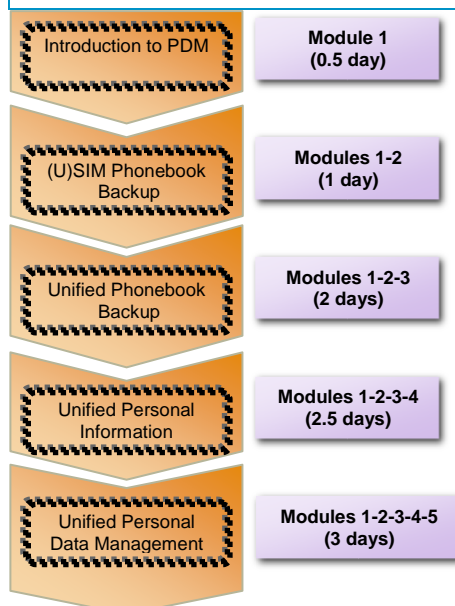 Introduction to PDM
Module 1
(0.5 day)
(U)SIM Phonebook
Backup
Modules 1-2
(1 day)
Unified Phonebook
Backup
Modules 1-2-3
(2 days)
Unified Personal
Information
Modules 1-2-3-4
(2.5 days)
Unified Personal
Data Management
Modules 1-2-3-4-5
(3 days)